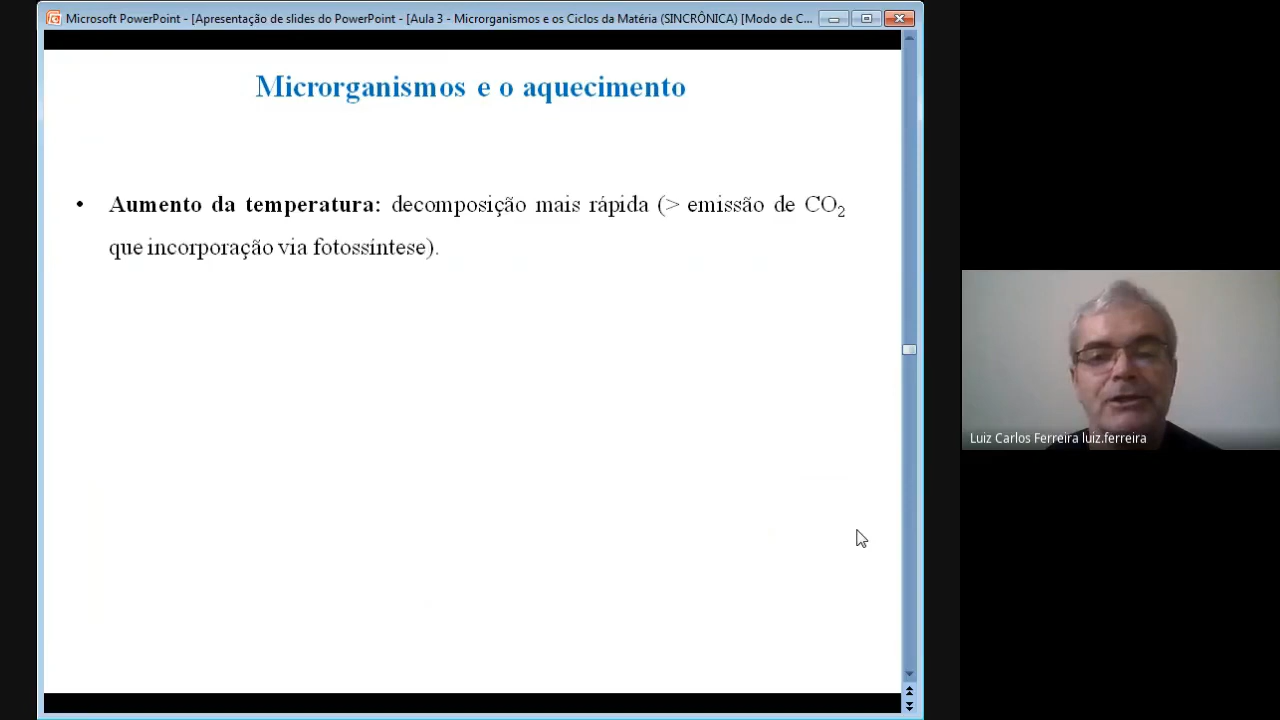 Microsoft PowerPoint - [Apresentação de slides do PowerPoint - [Aula 3 - Microrganismos e os Ciclos da Matéria (SINCRÔNICA) [Modo de C...
Microrganismos e o aquecimento
• Aumento da temperatura: decomposição mais rápida (> emissão de CO₂
que incorporação via fotossíntese).
Luiz Carlos Ferreira luiz.ferreira